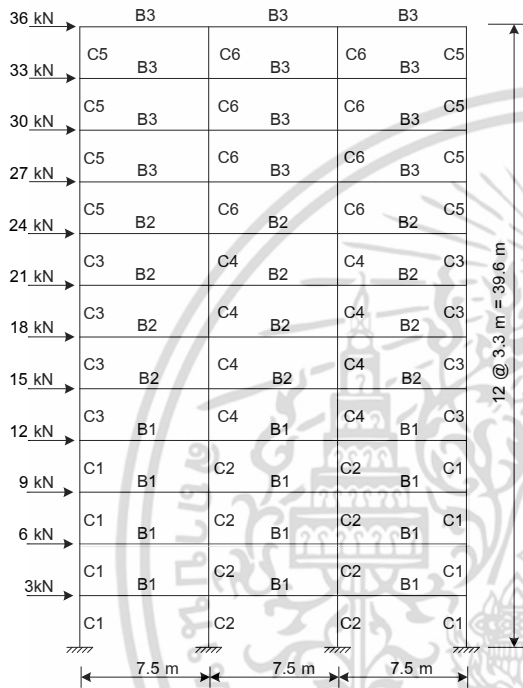 36 kN B3 B3 B3
C5 C6 C6 C5
33 kN B3 B3 B3
C5 C6 C6 C5
30 kN B3 B3 B3
C5 C6 C6 C5
27 kN B3 B3 B3
C5 C6 C6 C5
24 kN B2 B2 B2
C3 C4 C4 C3
21 kN B2 B2 B2
C3 C4 C4 C3
18 kN B2 B2 B2
C3 C4 C4 C3
15 kN B2 B2 B2
C3 C4 C4 C3
12 kN B1 B1 B1
C1 C2 C2 C1
9 kN B1 B1 B1
C1 C2 C2 C1
6 kN B1 B1 B1
C1 C2 C2 C1
3kN B1 B1 B1
C1 C2 C2 C1
7.5 m 7.5 m 7.5 m
12 @ 3.3 m = 39.6 m